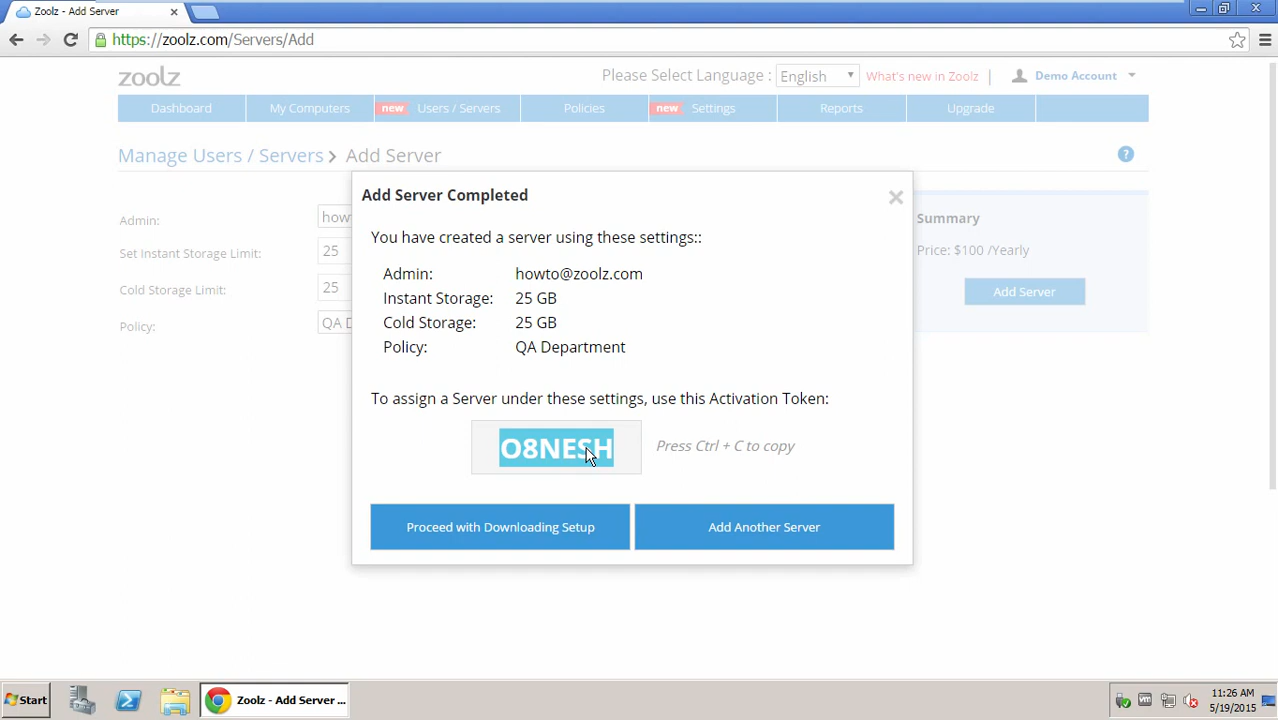 Zoolz - Add Server
https://zoolz.com/Servers/Add
zoolz
Please Select Language :
English
What's new in Zoolz
Demo Account
Dashboard
My Computers
new
Users / Servers
Policies
new
Settings
Reports
Upgrade
Manage Users / Servers > Add Server
?
Admin:
how
Set Instant Storage Limit:
25
Cold Storage Limit:
25
Policy:
QA D
Summary
Price: $100 /Yearly
Add Server
Add Server Completed
You have created a server using these settings::
Admin: howto@zoolz.com
Instant Storage: 25 GB
Cold Storage: 25 GB
Policy: QA Department
To assign a Server under these settings, use this Activation Token:
O8NESH
Press Ctrl + C to copy
Proceed with Downloading Setup
Add Another Server
Start
Zoolz - Add Server ...
11:26 AM
5/19/2015